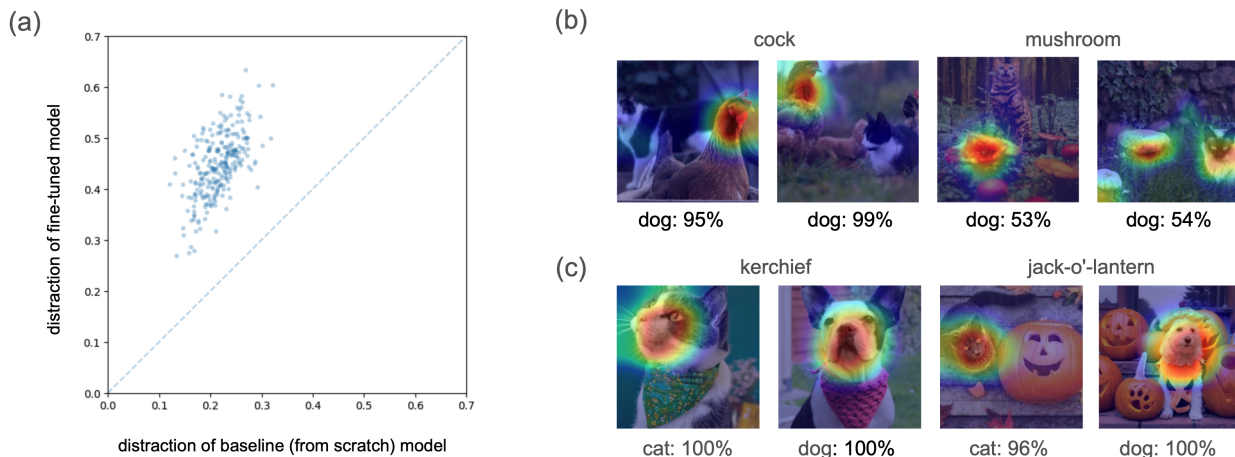 (a)
0.7
0.6
0.5
0.4
0.3
0.2
0.1
0.0
distraction of fine-tuned model
0.0 0.1 0.2 0.3 0.4 0.5 0.6 0.7
distraction of baseline (from scratch) model
(b)
cock mushroom
dog: 95% dog: 99% dog: 53% dog: 54%
(c)
kerchief jack-o'-lantern
cat: 100% dog: 100% cat: 96% dog: 100%